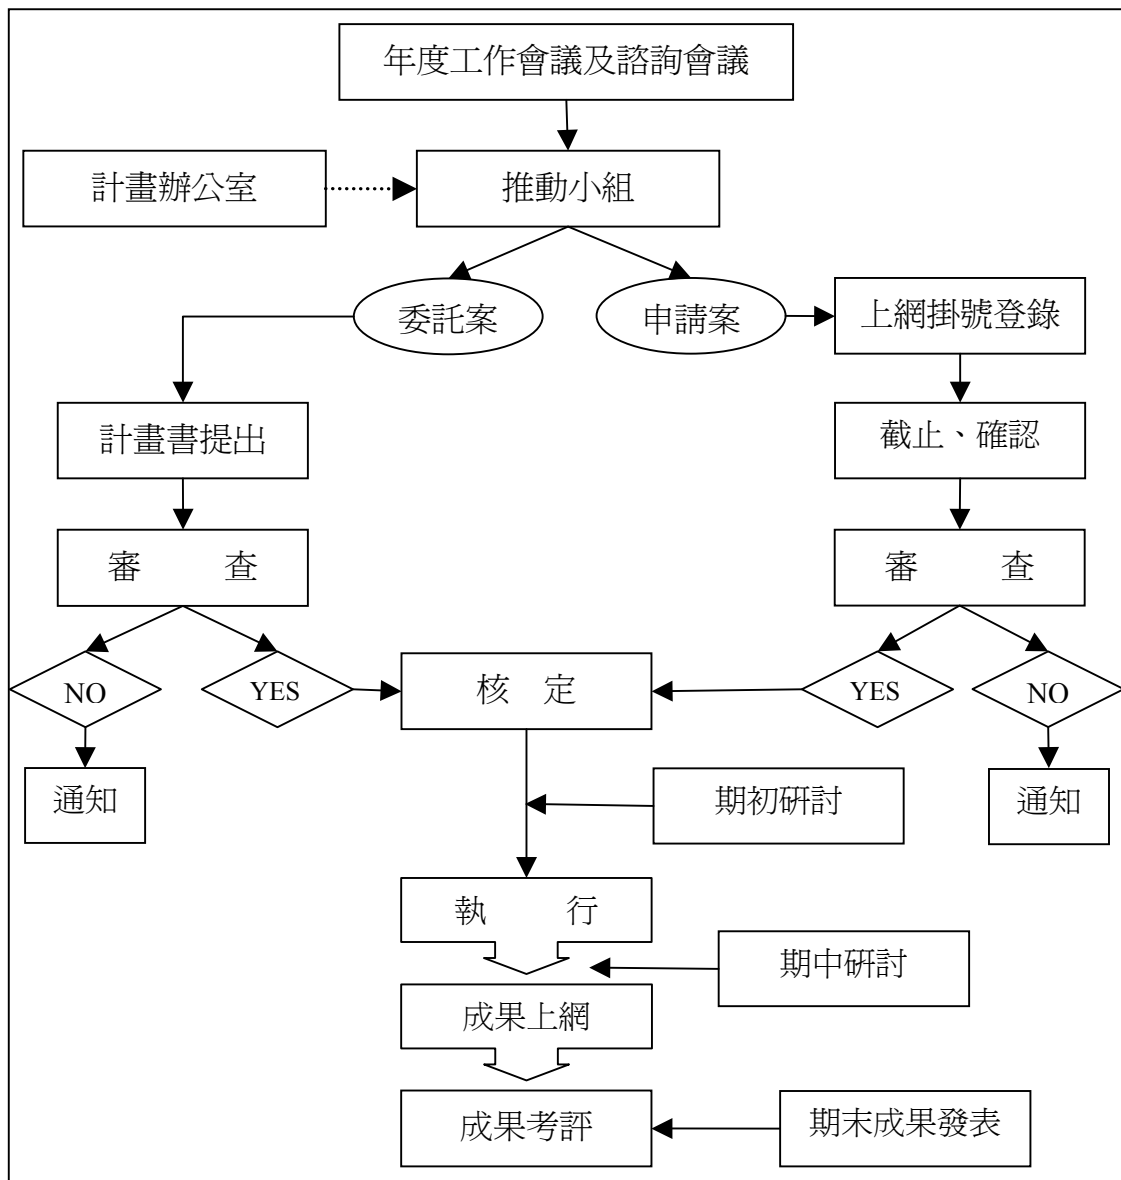 年度工作會議及諮詢會議
計畫辦公室
推動小組
委託案
申請案
上網掛號登錄
計畫書提出
截止、確認
審 查
審 查
NO
YES
核 定
YES
NO
通知
期初研討
通知
執 行
期中研討
成果上網
成果考評
期末成果發表